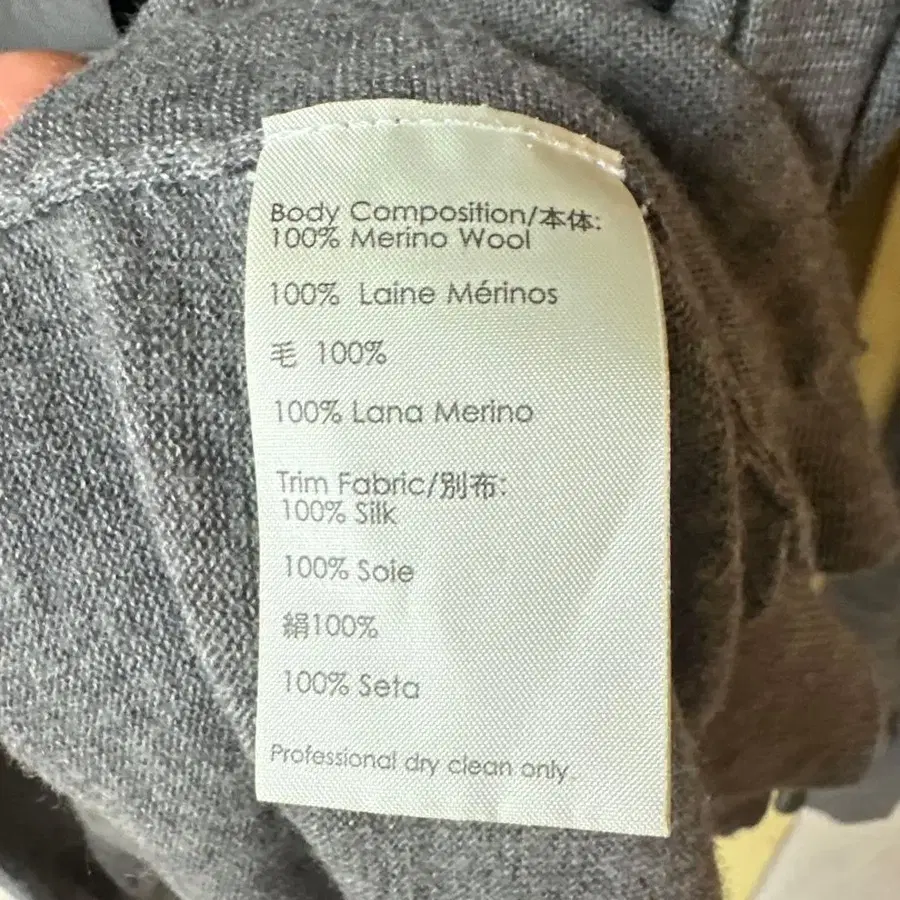 Body Composition/本体:
100% Merino Wool
100% Laine Mérinos
毛 100%
100% Lana Merino
Trim Fabric/別布:
100% Silk
100% Soie
絹100%
100% Seta
Professional dry clean only.